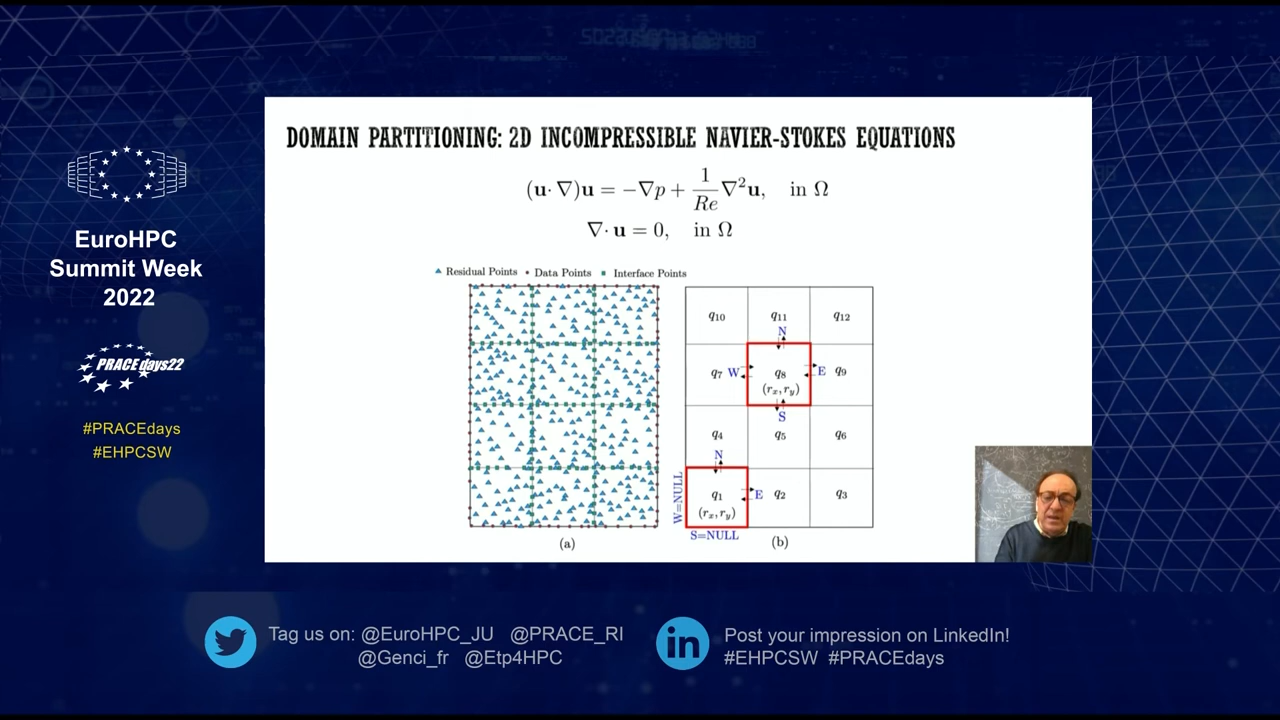 EuroHPC
Summit Week
2022
PRACEdays22
#PRACEdays
#EHPCSW
DOMAIN PARTITIONING: 2D INCOMPRESSIBLE NAVIER-STOKES EQUATIONS
(u·∇)u = −∇p + 1/Re ∇²u, in Ω
∇·u = 0, in Ω
Residual Points Data Points Interface Points
q10 q11 q12
N
q7 W q8 E q9
(rx, ry)
S
q4 q5 q6
N
W=NULL
q1 E q2 q3
(rx, ry)
S=NULL
(a) (b)
Tag us on: @EuroHPC_JU @PRACE_RI
@Genci_fr @Etp4HPC
in
Post your impression on LinkedIn!
#EHPCSW #PRACEdays